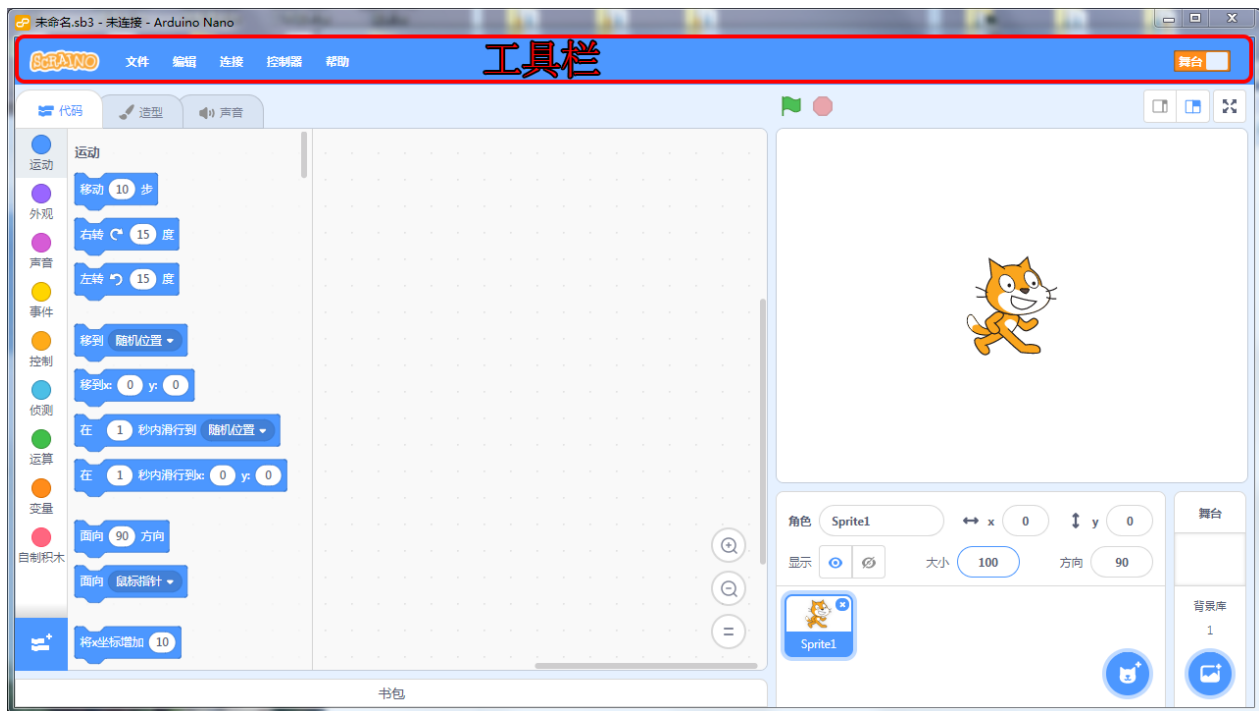 未命名.sb3 - 未连接 - Arduino Nano
SCRAINO 文件 编辑 连接 控制器 帮助 工具栏 舞台
代码 造型 声音
运动
外观
声音
事件
控制
侦测
运算
变量
自制积木
运动
移动 10 步
右转 15 度
左转 15 度
移到 随机位置
移到x: 0 y: 0
在 1 秒内滑行到 随机位置
在 1 秒内滑行到x: 0 y: 0
面向 90 方向
面向 鼠标指针
将x坐标增加 10
书包
角色 Sprite1 x 0 y 0
显示 大小 100 方向 90
Sprite1
舞台
背景库
1